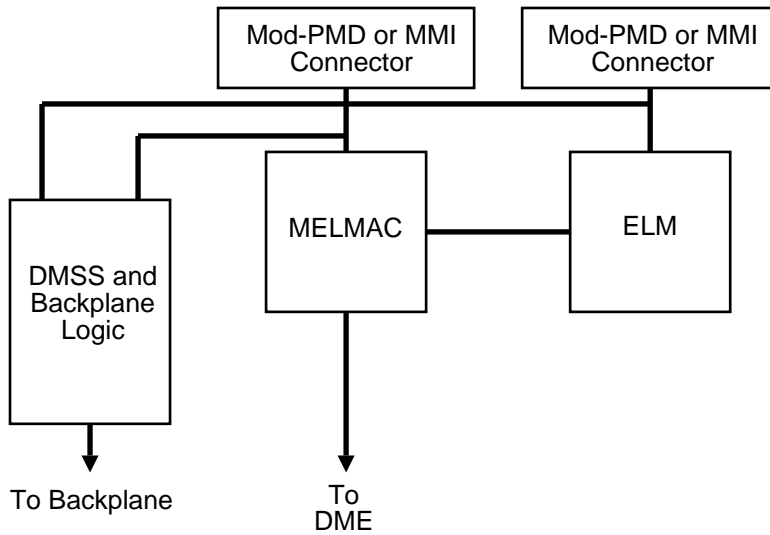 Mod-PMD or MMI
Connector
Mod-PMD or MMI
Connector
MELMAC
ELM
DMSS and
Backplane
Logic
To Backplane
To
DME